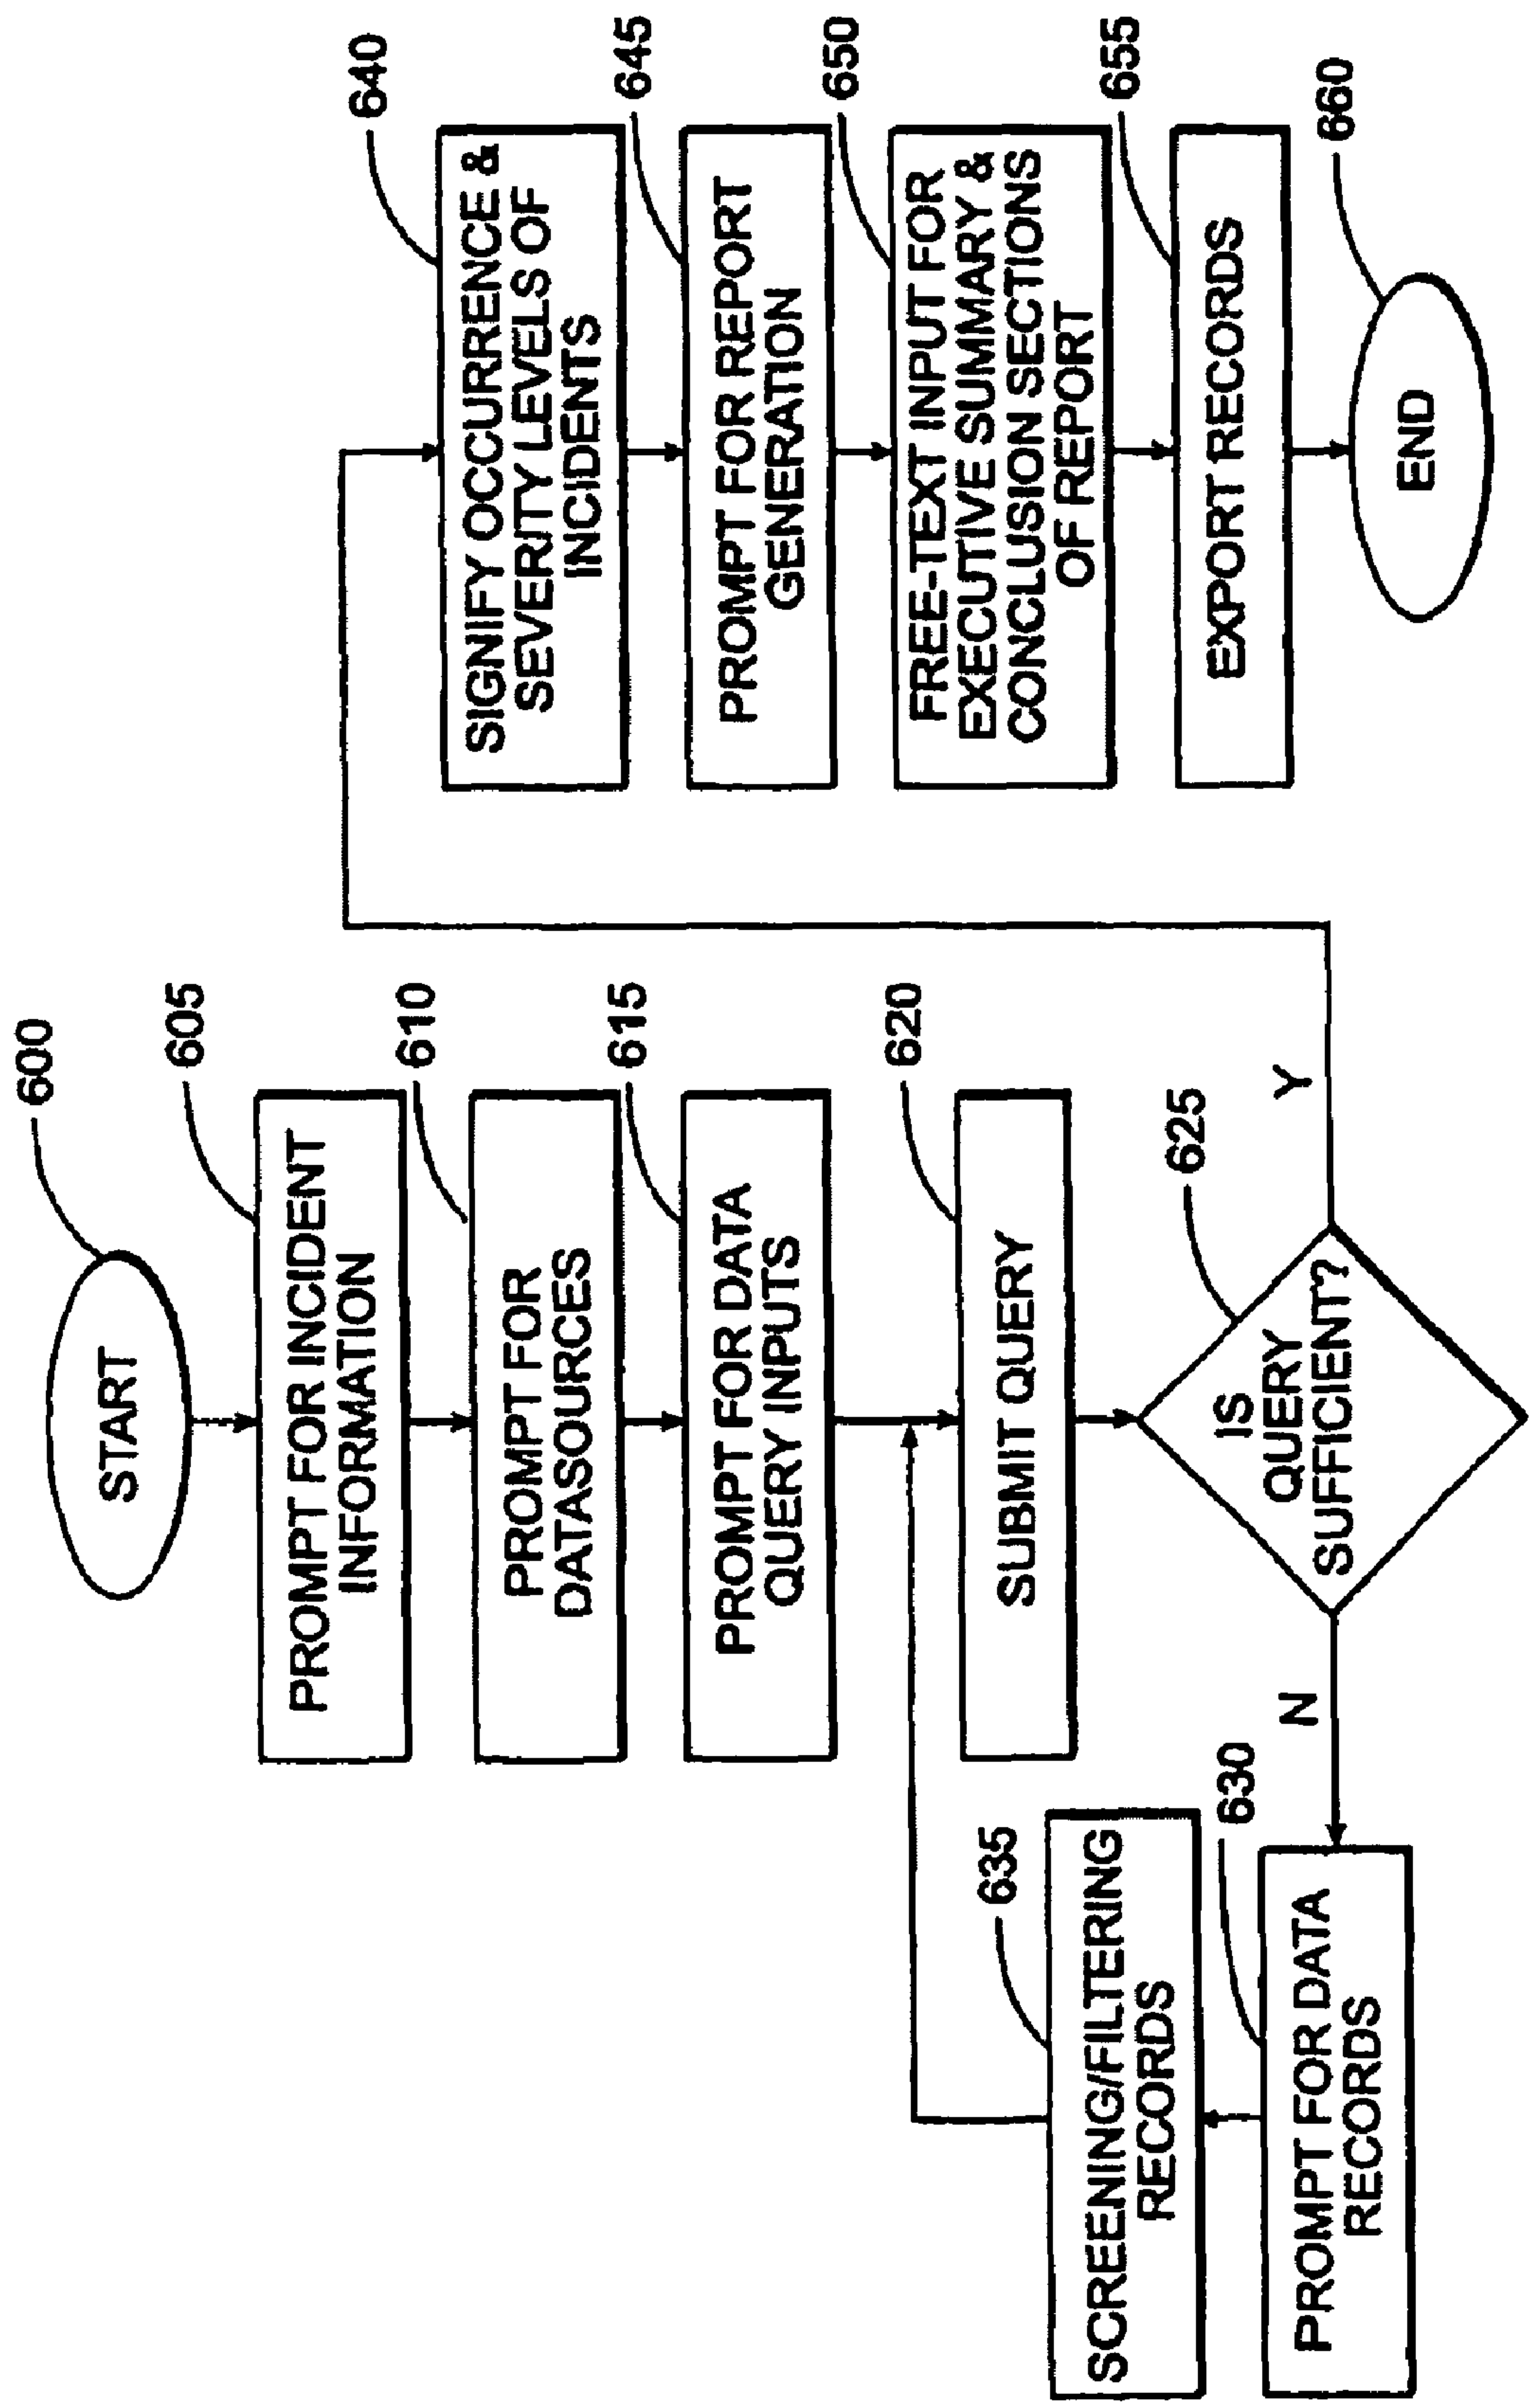 600
START
605
PROMPT FOR INCIDENT
INFORMATION
610
PROMPT FOR
DATASOURCES
615
PROMPT FOR DATA
QUERY INPUTS
620
SUBMIT QUERY
625
IS
QUERY
SUFFICIENT?
N
Y
630
PROMPT FOR DATA
RECORDS
635
SCREENING/FILTERING
RECORDS
640
SIGNIFY OCCURRENCE &
SEVERITY LEVELS OF
INCIDENTS
645
PROMPT FOR REPORT
GENERATION
650
FREE-TEXT INPUT FOR
EXECUTIVE SUMMARY &
CONCLUSION SECTIONS
OF REPORT
655
EXPORT RECORDS
660
END